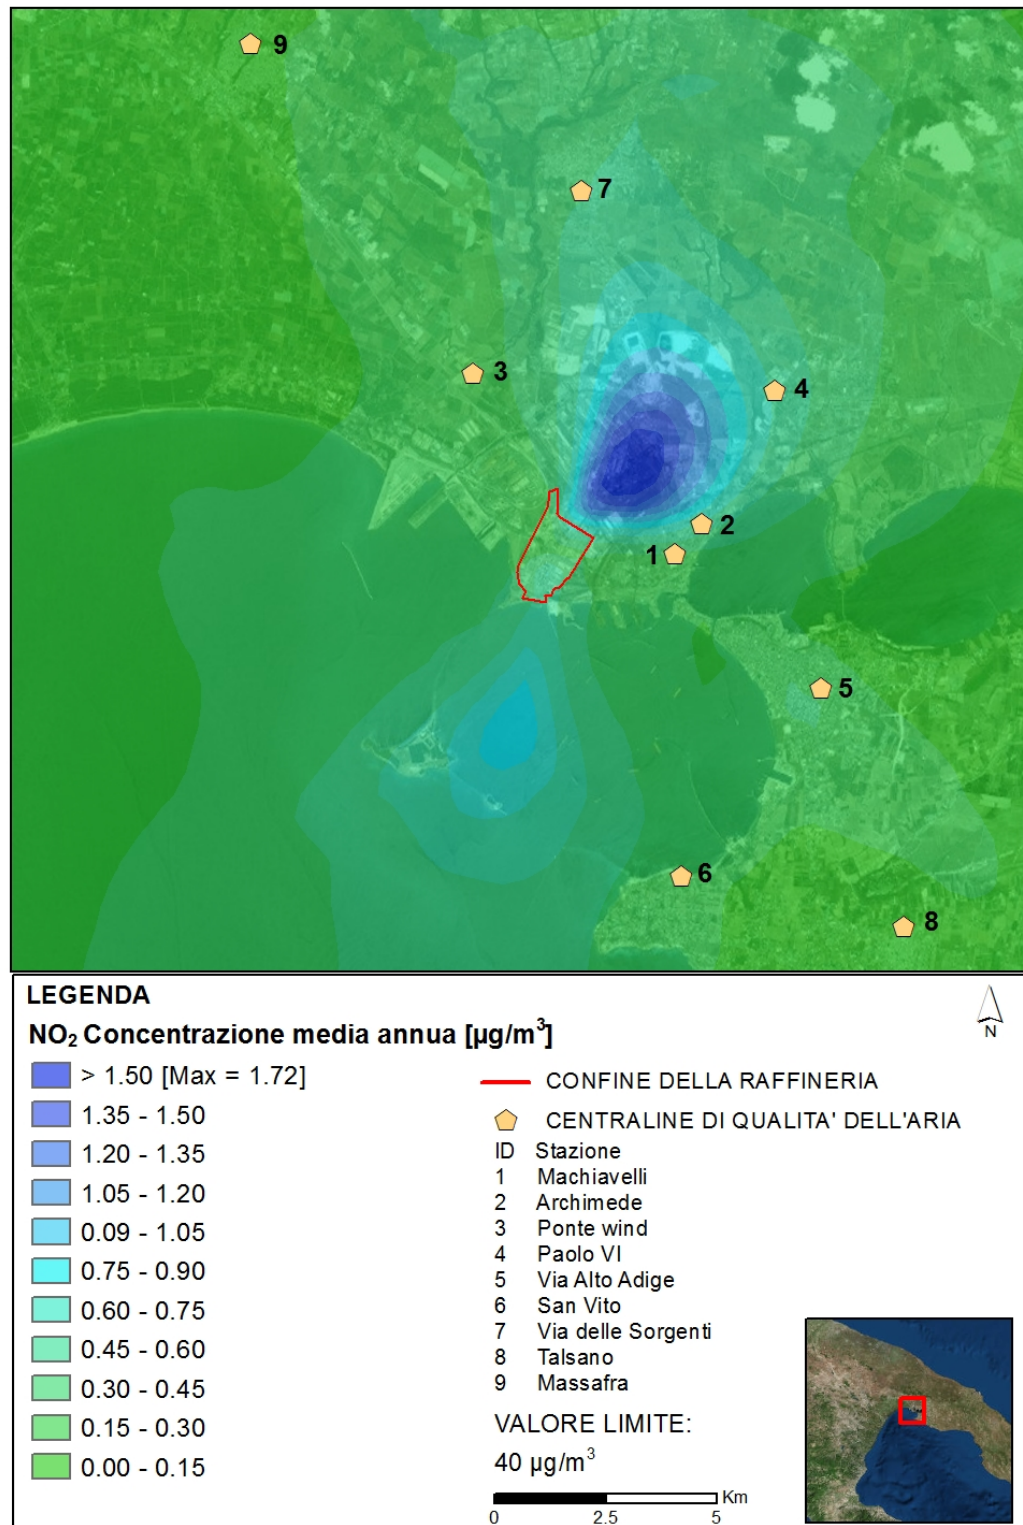 9
7
3
4
2
1
5
6
8
LEGENDA
NO₂ Concentrazione media annua [µg/m³]
> 1.50 [Max = 1.72]
1.35 - 1.50
1.20 - 1.35
1.05 - 1.20
0.09 - 1.05
0.75 - 0.90
0.60 - 0.75
0.45 - 0.60
0.30 - 0.45
0.15 - 0.30
0.00 - 0.15
N
CONFINE DELLA RAFFINERIA
CENTRALINE DI QUALITA' DELL'ARIA
ID Stazione
1 Machiavelli
2 Archimede
3 Ponte wind
4 Paolo VI
5 Via Alto Adige
6 San Vito
7 Via delle Sorgenti
8 Talsano
9 Massafra
VALORE LIMITE:
40 µg/m³
Km
0 2.5 5